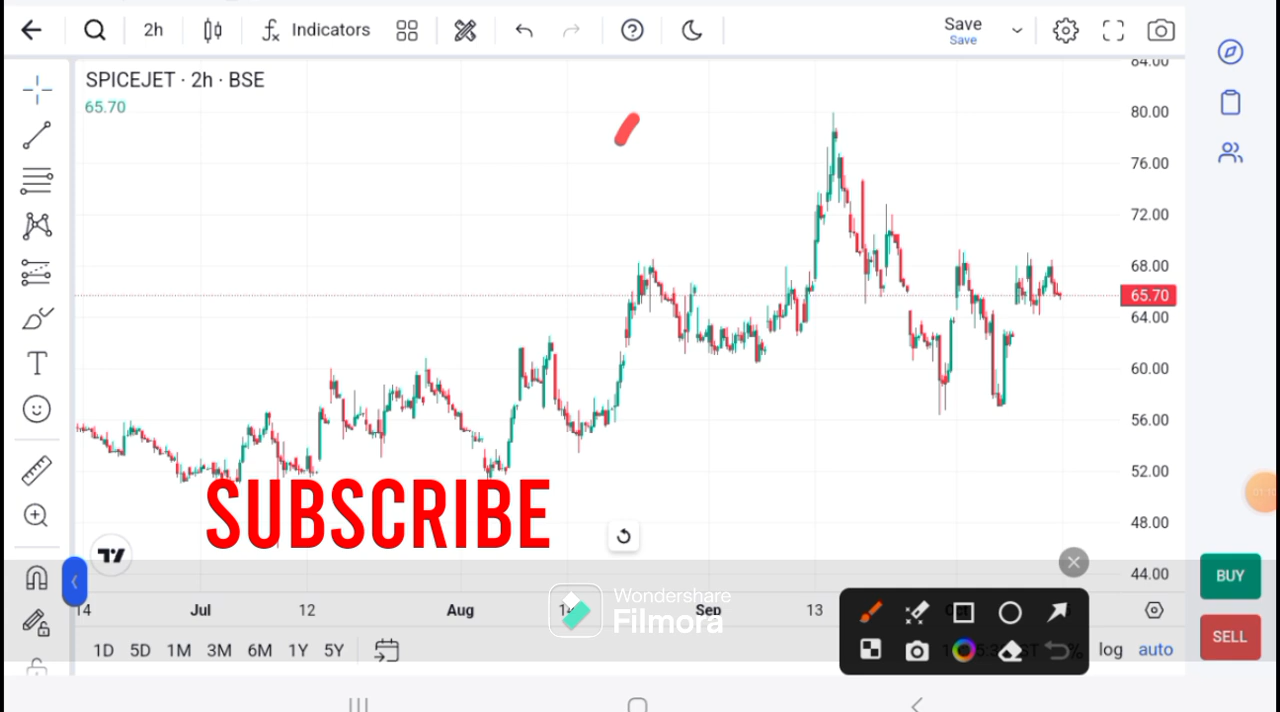 2h
Indicators
Save
Save
SPICEJET · 2h · BSE
65.70
84.00
80.00
76.00
72.00
68.00
65.70
64.00
60.00
56.00
52.00
48.00
44.00
SUBSCRIBE
BUY
SELL
14 Jul 12 Aug Sep 13
Wondershare
Filmora
1D 5D 1M 3M 6M 1Y 5Y
% log auto